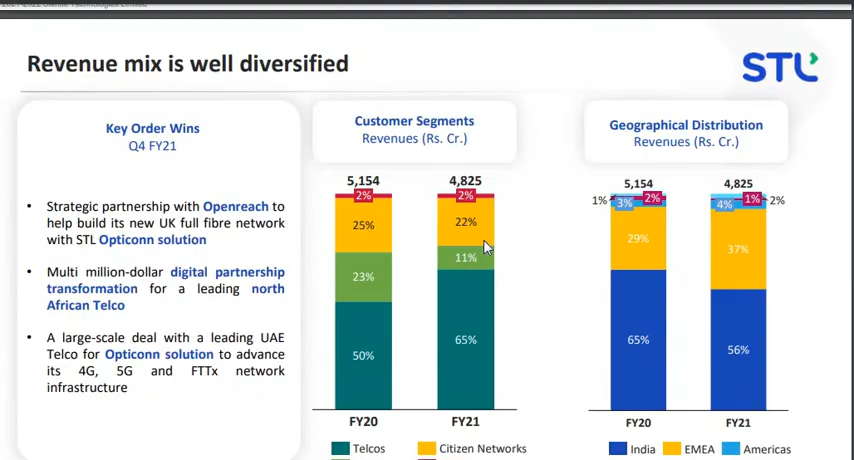 Revenue mix is well diversified
STL
Key Order Wins
Q4 FY21
• Strategic partnership with Openreach to
help build its new UK full fibre network
with STL Opticonn solution
• Multi million-dollar digital partnership
transformation for a leading north
African Telco
• A large-scale deal with a leading UAE
Telco for Opticonn solution to advance
its 4G, 5G and FTTx network
infrastructure
Customer Segments
Revenues (Rs. Cr.)
5,154 4,825
2% 2%
25% 22%
23% 11%
50% 65%
FY20 FY21
Telcos Citizen Networks
Geographical Distribution
Revenues (Rs. Cr.)
5,154 4,825
1% 3% 2% 4% 1% 2%
29% 37%
65% 56%
FY20 FY21
India EMEA Americas